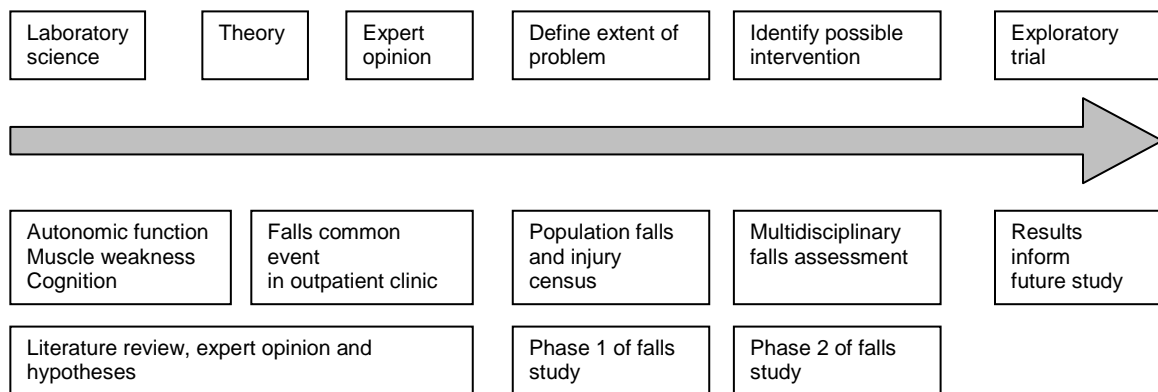 Laboratory
science
Theory
Expert
opinion
Define extent of
problem
Identify possible
intervention
Exploratory
trial
Autonomic function
Muscle weakness
Cognition
Falls common
event
in outpatient clinic
Population falls
and injury
census
Multidisciplinary
falls assessment
Results
inform
future study
Literature review, expert opinion and
hypotheses
Phase 1 of falls
study
Phase 2 of falls
study